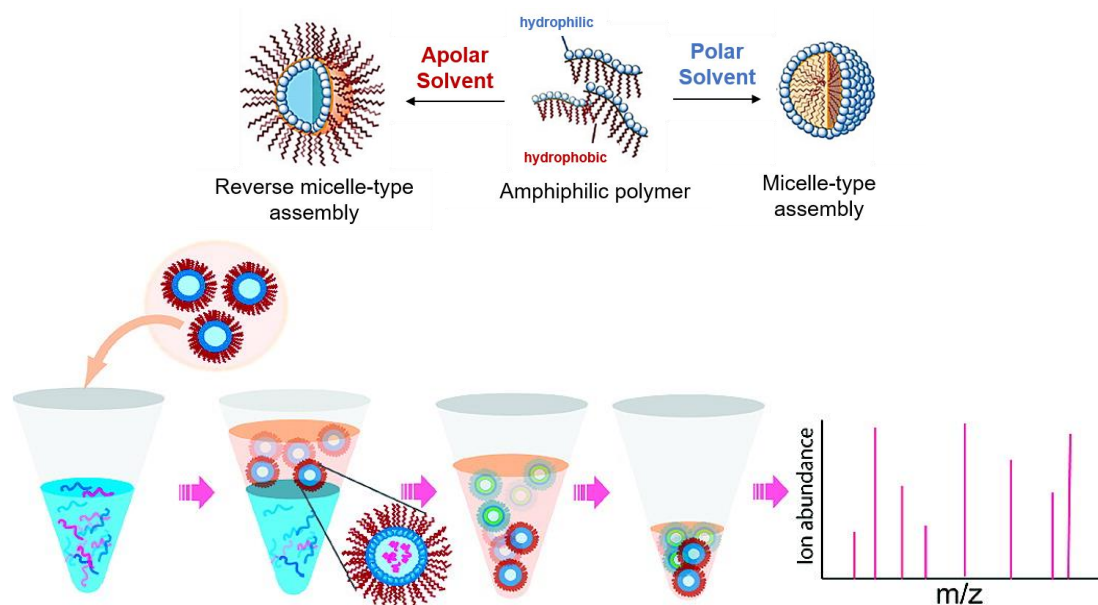 hydrophilic
Apolar
Solvent
Polar
Solvent
hydrophobic
Reverse micelle-type
assembly
Amphiphilic polymer
Micelle-type
assembly
Ion abundance
m/z